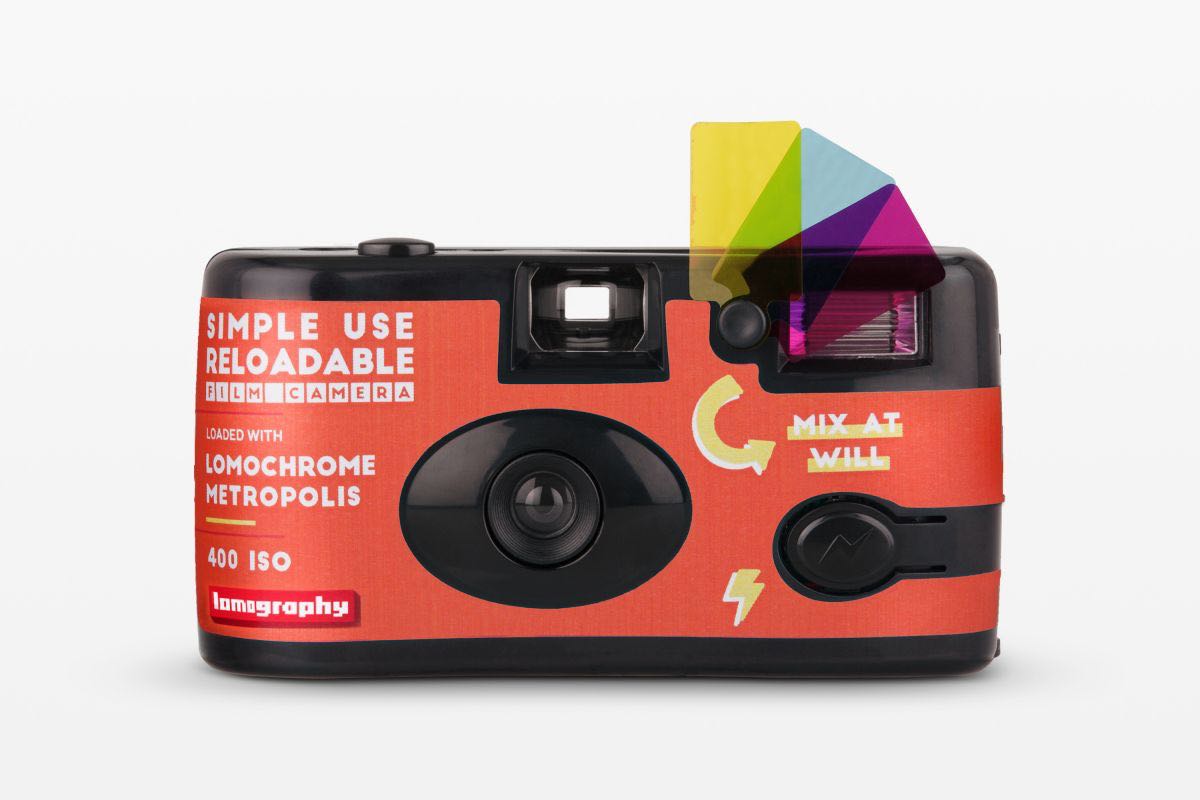 SIMPLE USE
RELOADABLE
FILM CAMERA
LOADED WITH
LOMOCHROME
METROPOLIS
400 ISO
lomography
MIX AT
WILL